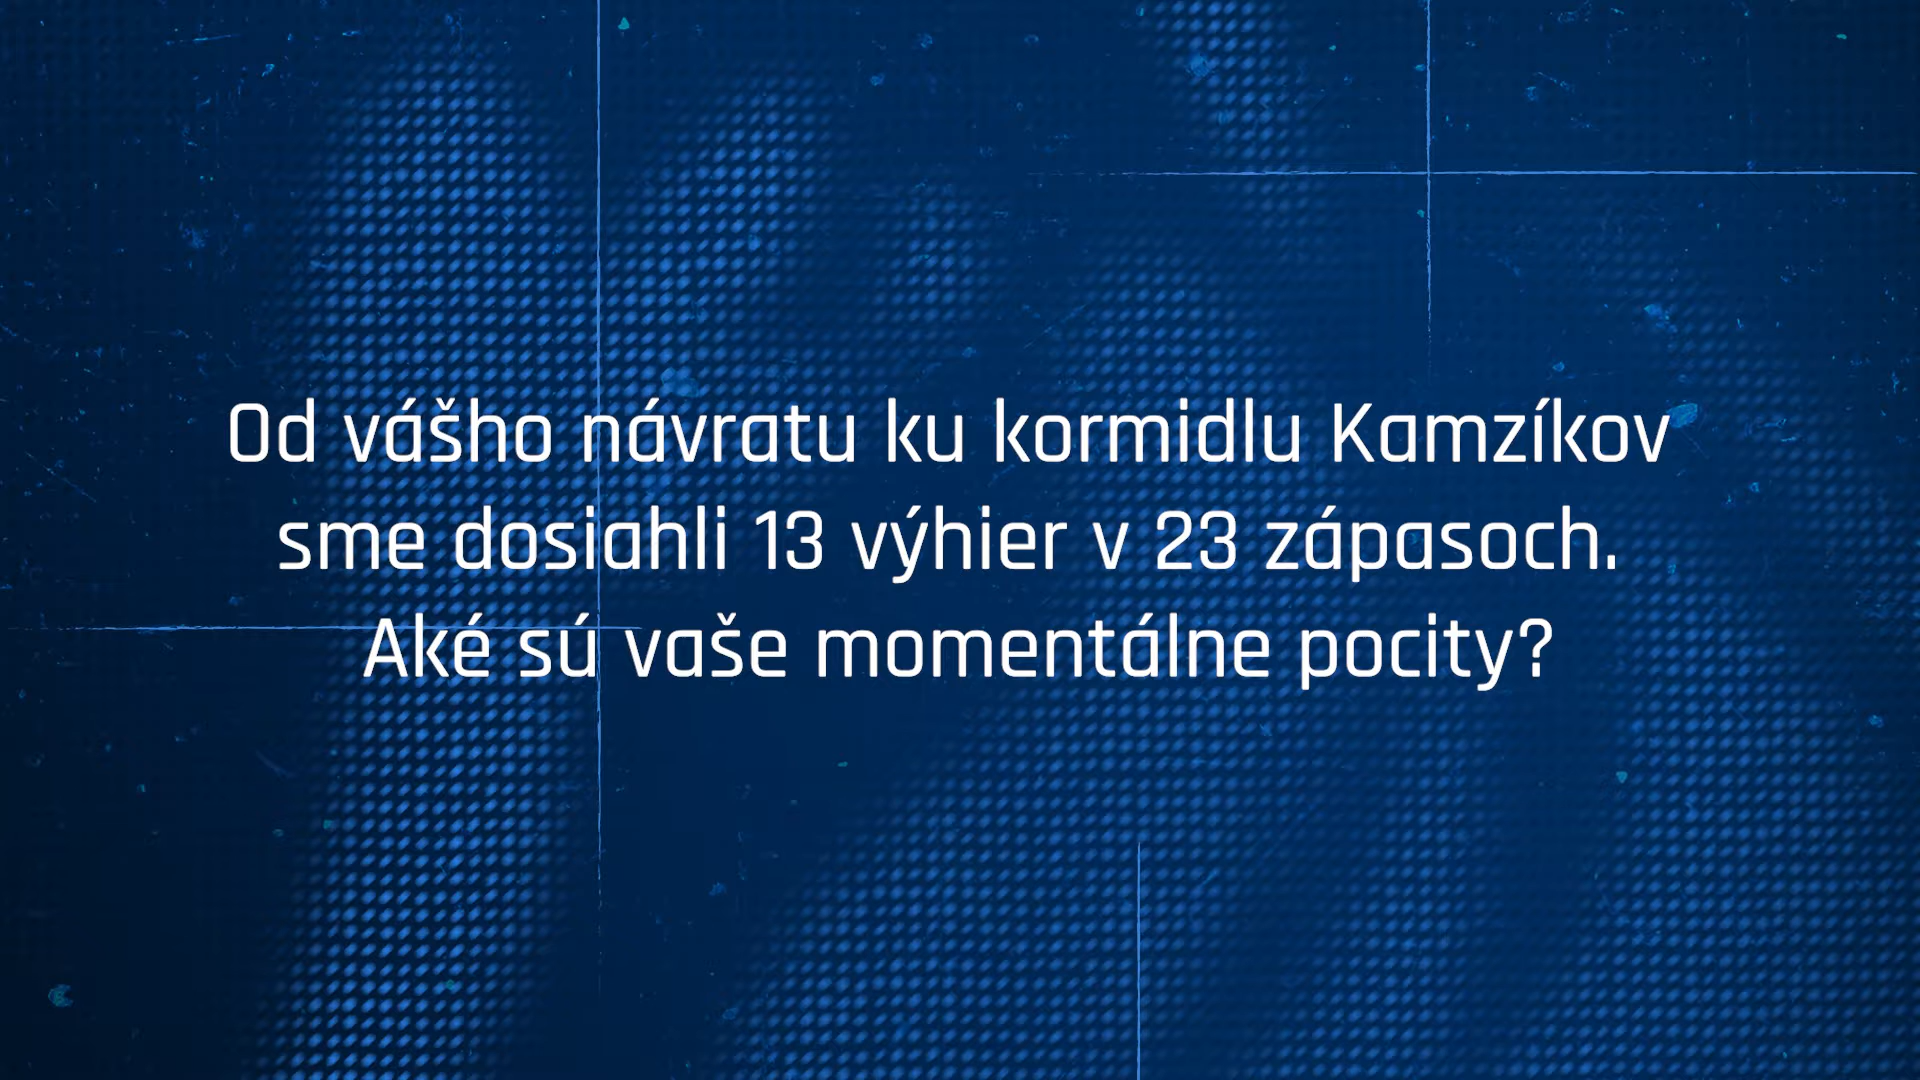 Od vášho návratu ku kormidlu Kamzíkov
sme dosiahli 13 výhier v 23 zápasoch.
Aké sú vaše momentálne pocity?